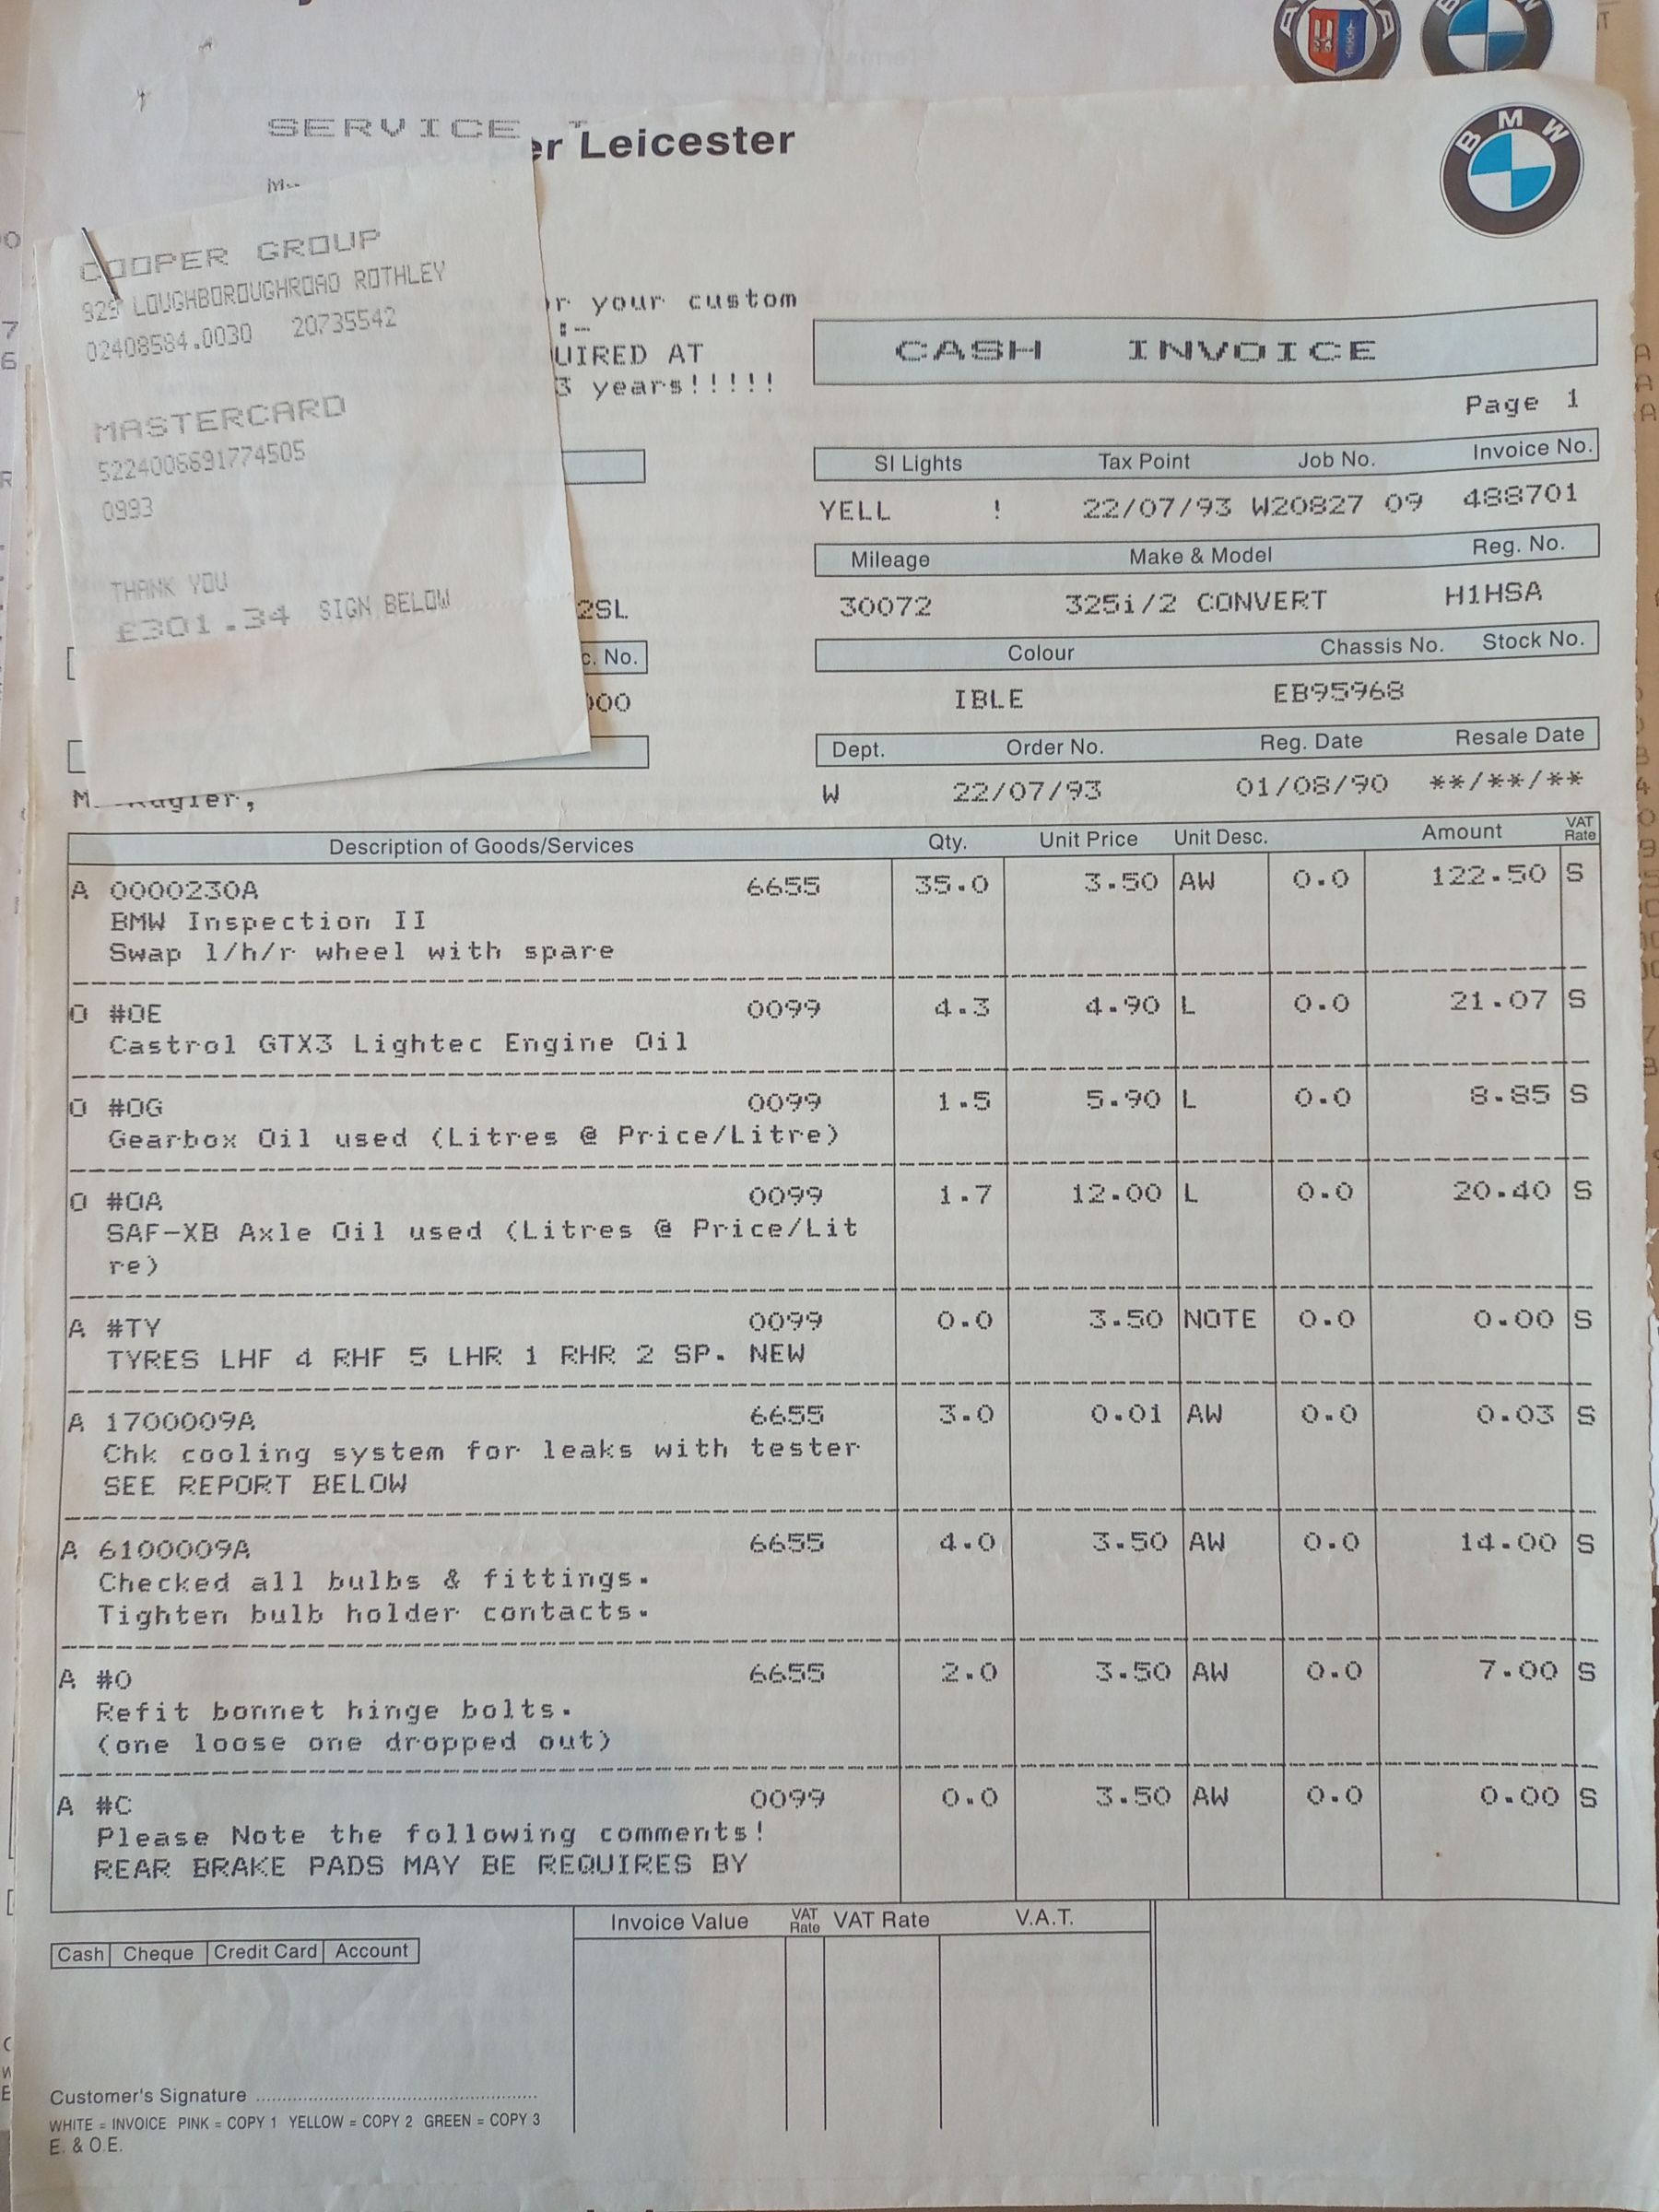 SERVICE
er Leicester
BMW
COOPER GROUP
929 LOUGHBOROUGHROAD ROTHLEY
02408584.0030 20735542
MASTERCARD
5224006691774505
0993
THANK YOU
£301.34 SIGN BELOW
r your custom
:-
UIRED AT
3 years!!!!!
CASH INVOICE
Page 1
SI Lights Tax Point Job No. Invoice No.
YELL ! 22/07/93 W20827 09 488701
Mileage Make & Model Reg. No.
2SL 30072 325i/2 CONVERT H1HSA
c. No. Colour Chassis No. Stock No.
000 IBLE EB95968
Dept. Order No. Reg. Date Resale Date
W 22/07/93 01/08/90 **/**/**
Description of Goods/Services Qty. Unit Price Unit Desc. Amount VAT Rate
A 0000230A 6655 35.0 3.50 AW 0.0 122.50 S
BMW Inspection II
Swap l/h/r wheel with spare
O #OE 0099 4.3 4.90 L 0.0 21.07 S
Castrol GTX3 Lightec Engine Oil
O #OG 0099 1.5 5.90 L 0.0 8.85 S
Gearbox Oil used (Litres @ Price/Litre)
O #OA 0099 1.7 12.00 L 0.0 20.40 S
SAF-XB Axle Oil used (Litres @ Price/Lit
re)
A #TY 0099 0.0 3.50 NOTE 0.0 0.00 S
TYRES LHF 4 RHF 5 LHR 1 RHR 2 SP. NEW
A 1700009A 6655 3.0 0.01 AW 0.0 0.03 S
Chk cooling system for leaks with tester
SEE REPORT BELOW
A 6100009A 6655 4.0 3.50 AW 0.0 14.00 S
Checked all bulbs & fittings.
Tighten bulb holder contacts.
A #0 6655 2.0 3.50 AW 0.0 7.00 S
Refit bonnet hinge bolts.
(one loose one dropped out)
A #C 0099 0.0 3.50 AW 0.0 0.00 S
Please Note the following comments!
REAR BRAKE PADS MAY BE REQUIRES BY
Invoice Value VAT Rate VAT Rate V.A.T.
Cash Cheque Credit Card Account
Customer's Signature
WHITE = INVOICE PINK = COPY 1 YELLOW = COPY 2 GREEN = COPY 3
E. & O.E.